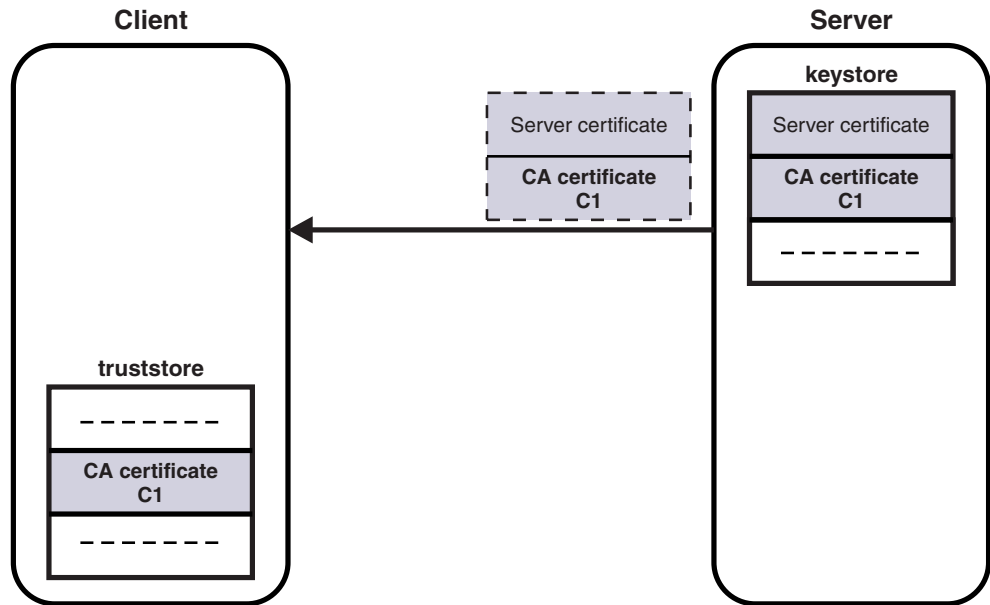 Client
Server
keystore
Server certificate
CA certificate
C1
Server certificate
CA certificate
C1
truststore
CA certificate
C1